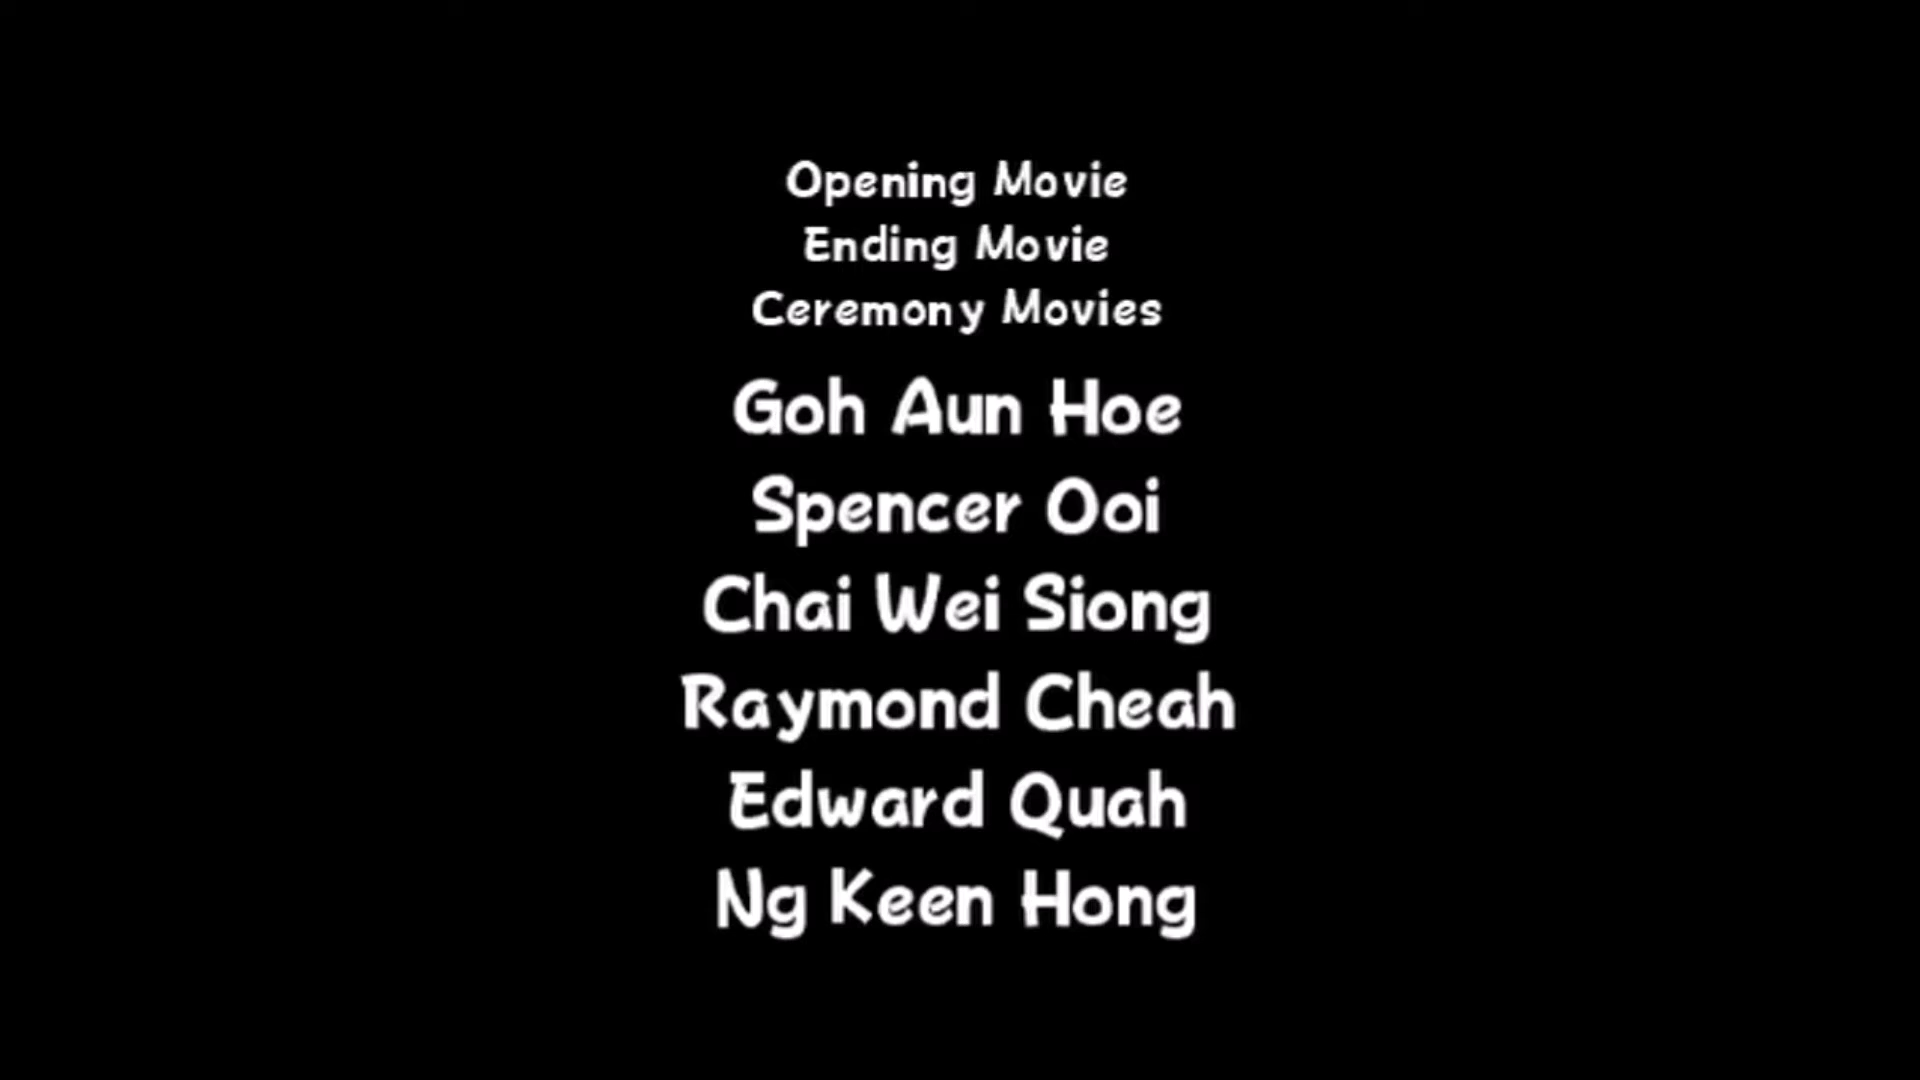 Opening Movie
Ending Movie
Ceremony Movies
Goh Aun Hoe
Spencer Ooi
Chai Wei Siong
Raymond Cheah
Edward Quah
Ng Keen Hong